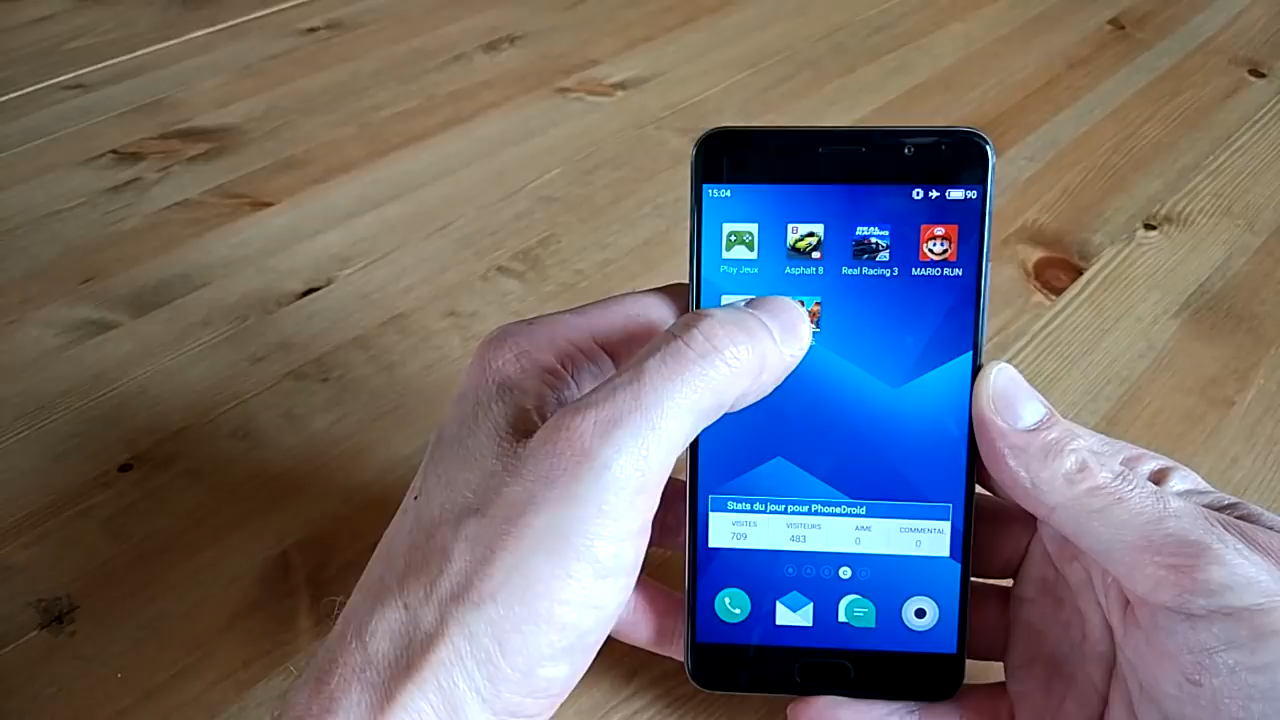 15:04 90
REAL RACING
Play Jeux Asphalt 8 Real Racing 3 MARIO RUN
Stats du jour pour PhoneDroid
VISITES VISITEURS AIME COMMENTAI
709 483 0 0
C